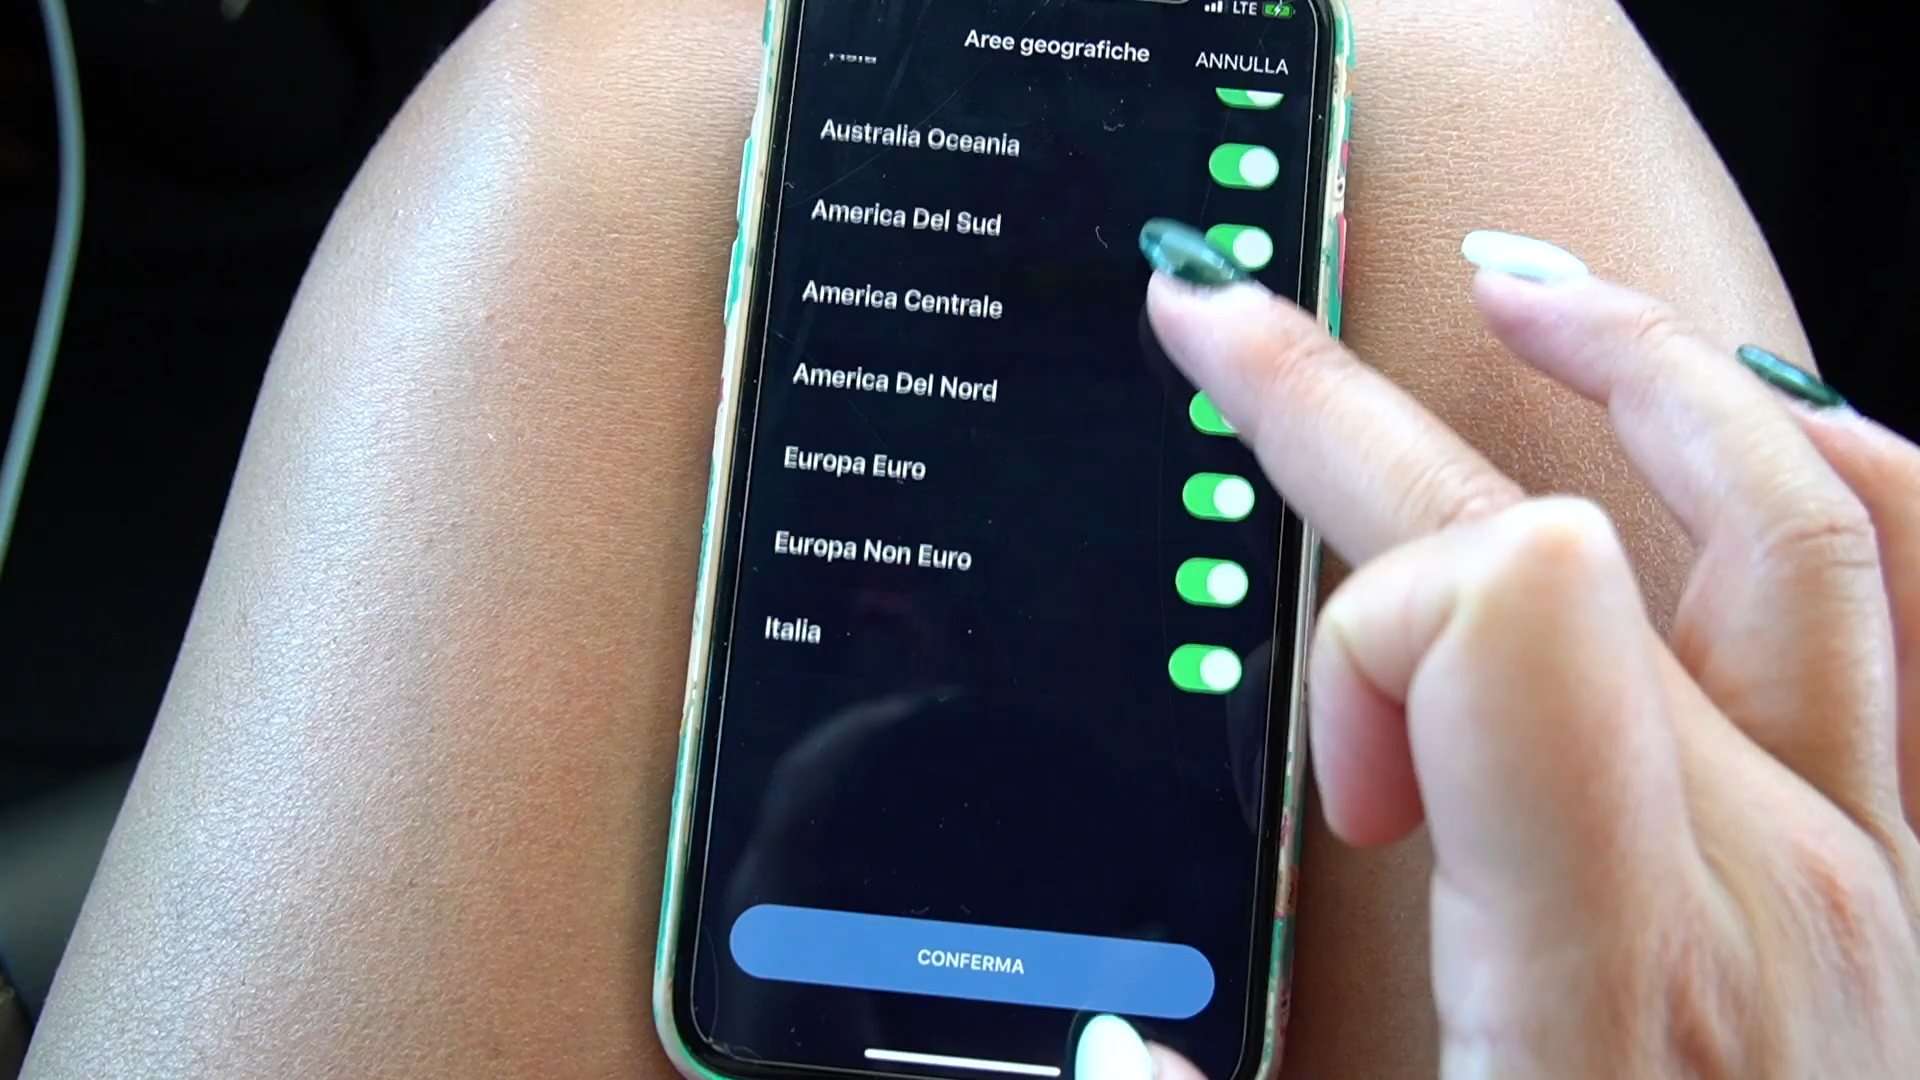 LTE
Aree geografiche
ANNULLA
Australia Oceania
America Del Sud
America Centrale
America Del Nord
Europa Euro
Europa Non Euro
Italia
CONFERMA